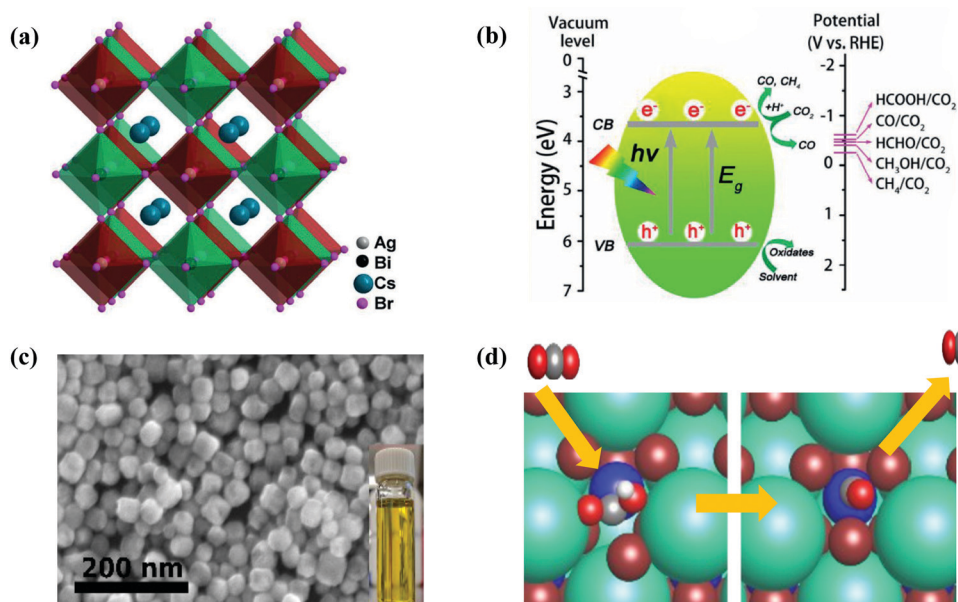 (a)
Ag
Bi
Cs
Br
(b)
Vacuum
level
Energy (eV)
0
3
4
5
6
7
CB
VB
e⁻ e⁻ e⁻
hν
E_g
h⁺ h⁺ h⁺
CO, CH₄
+H⁺
CO₂
CO
Oxidates
Solvent
Potential
(V vs. RHE)
-2
-1
0
1
2
HCOOH/CO₂
CO/CO₂
HCHO/CO₂
CH₃OH/CO₂
CH₄/CO₂
(c)
200 nm
(d)